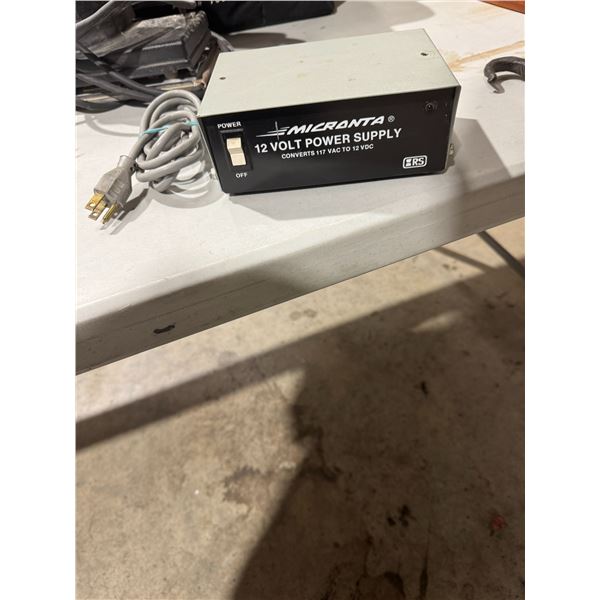 POWER
MICRONTA®
12 VOLT POWER SUPPLY
CONVERTS 117 VAC TO 12 VDC
OFF
RS